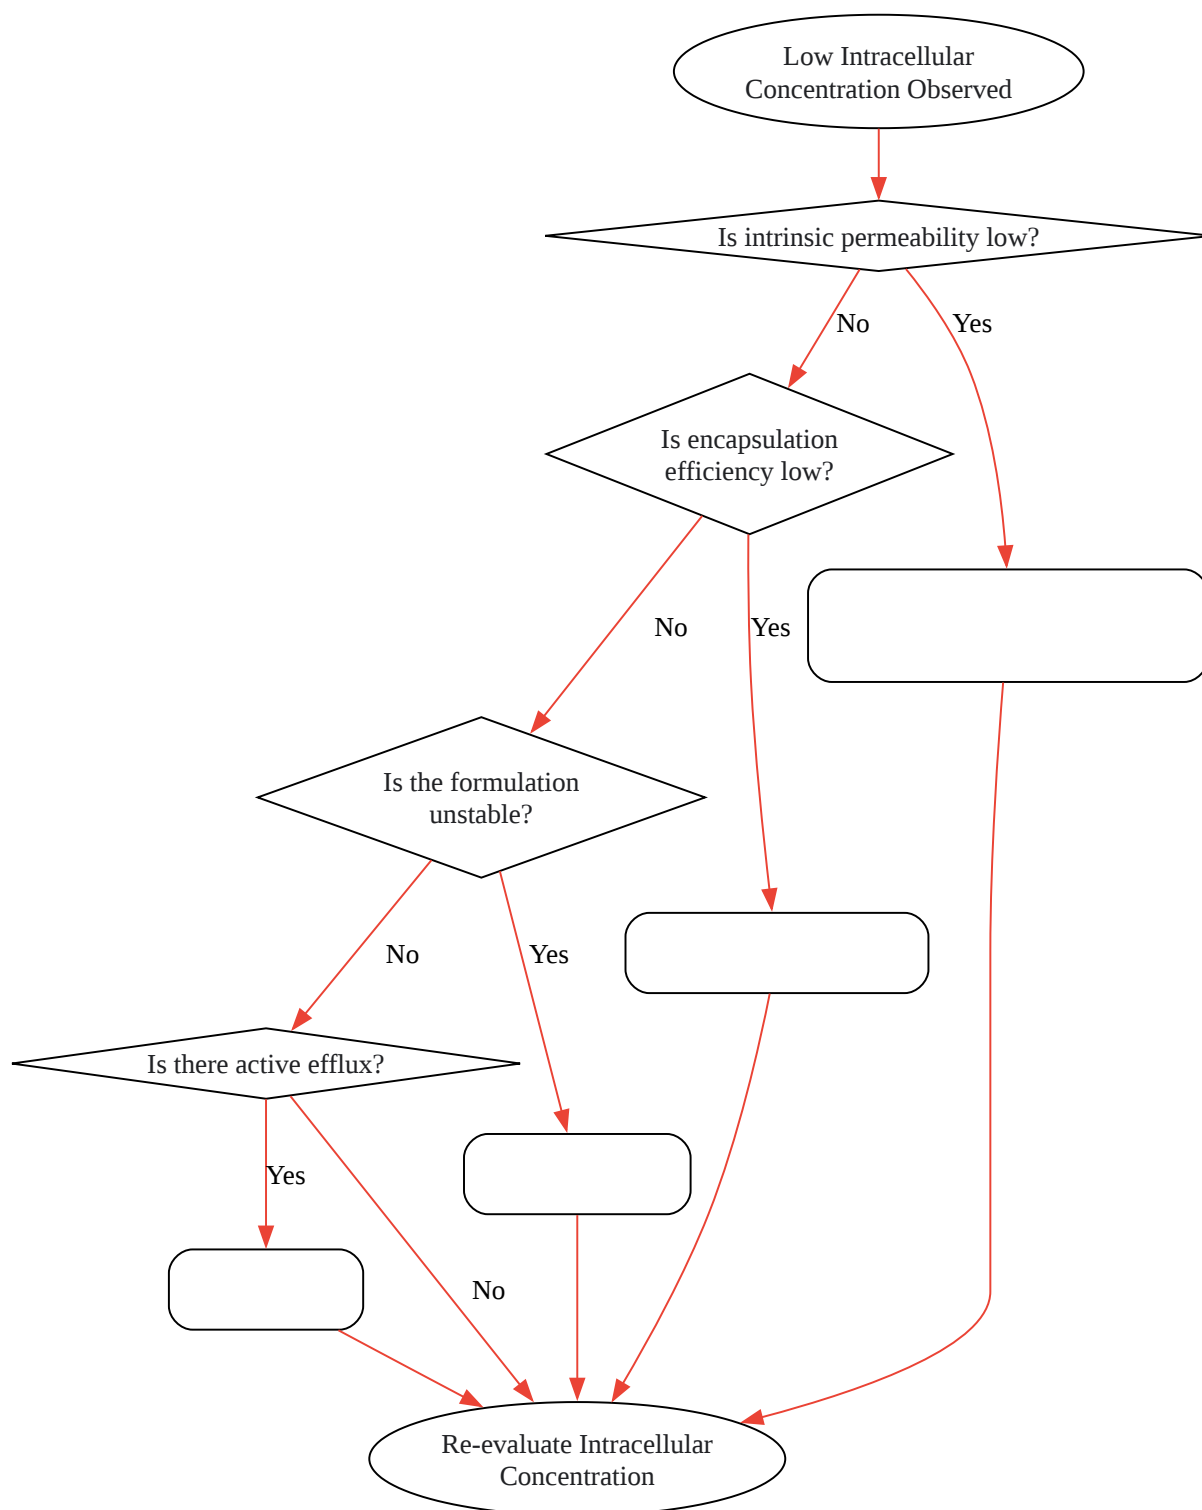 Low Intracellular
Concentration Observed
Is intrinsic permeability low?
No
Yes
Is encapsulation
efficiency low?
No
Yes
Is the formulation
unstable?
No
Yes
Is there active efflux?
Yes
No
Re-evaluate Intracellular
Concentration